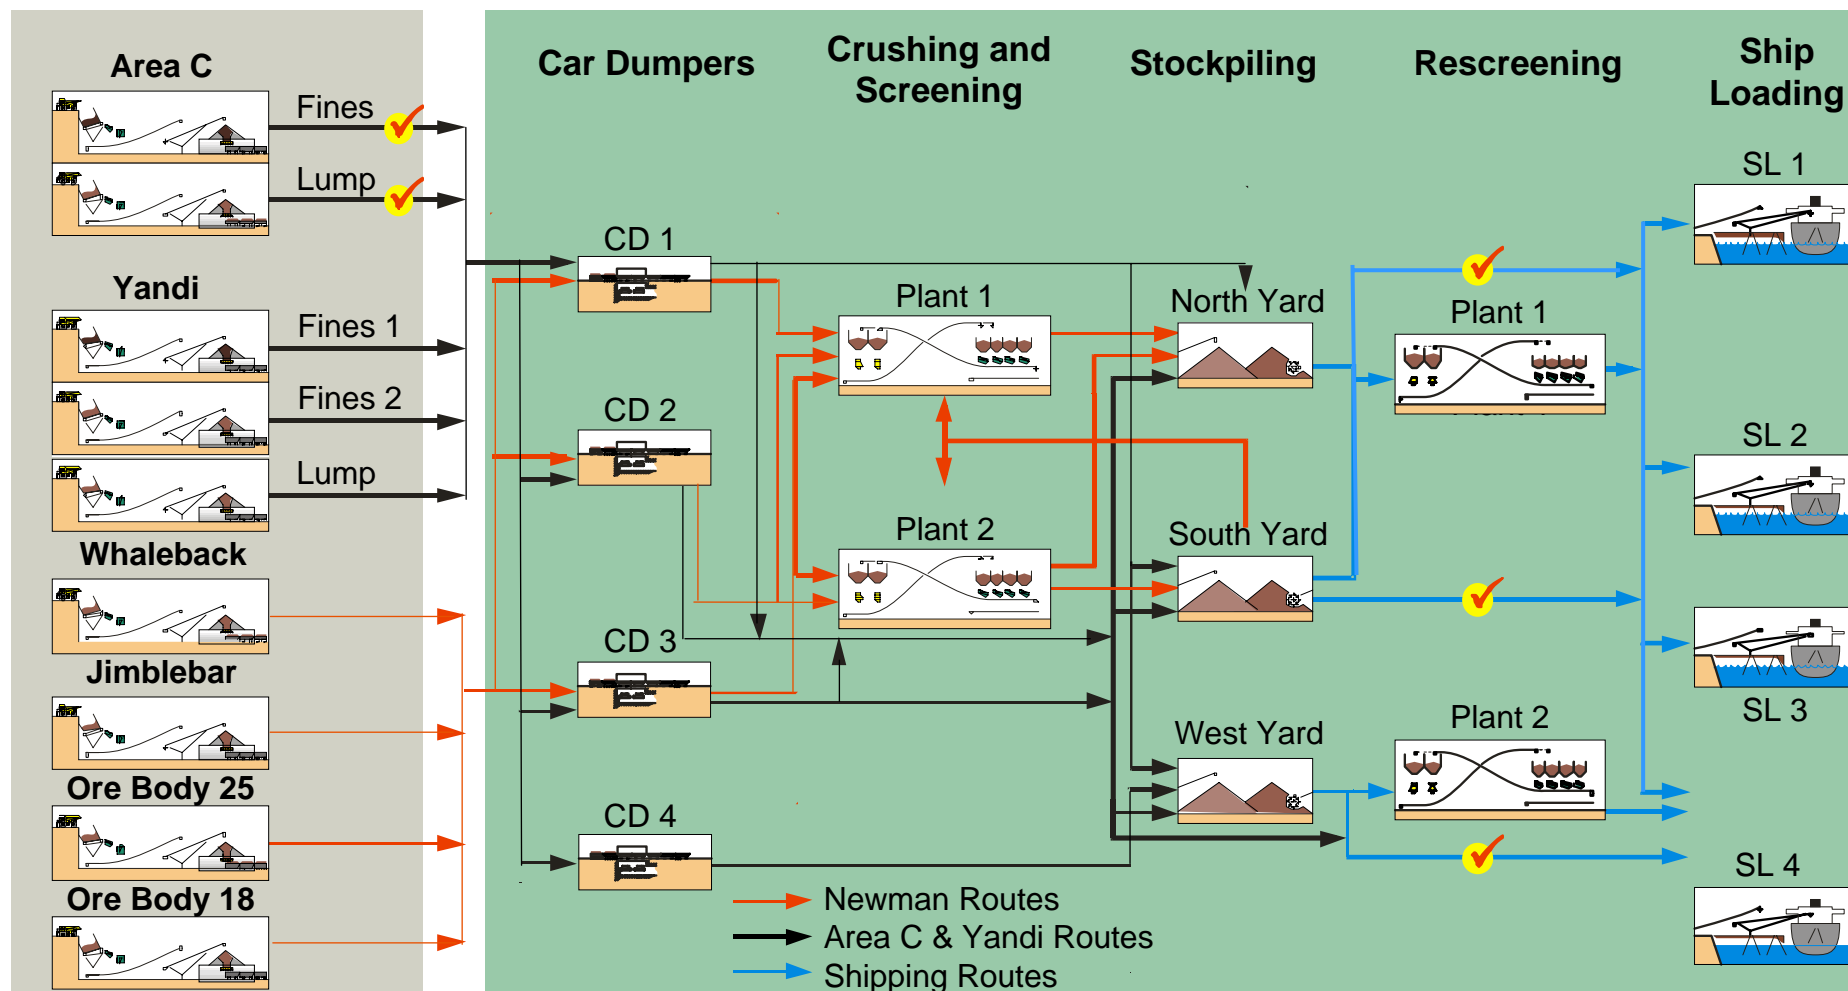 Area C
Fines
Lump
Yandi
Fines 1
Fines 2
Lump
Whaleback
Jimblebar
Ore Body 25
Ore Body 18
Car Dumpers
CD 1
CD 2
CD 3
CD 4
Crushing and
Screening
Plant 1
Plant 2
Stockpiling
North Yard
South Yard
West Yard
Rescreening
Plant 1
Plant 2
Ship
Loading
SL 1
SL 2
SL 3
SL 4
Newman Routes
Area C & Yandi Routes
Shipping Routes